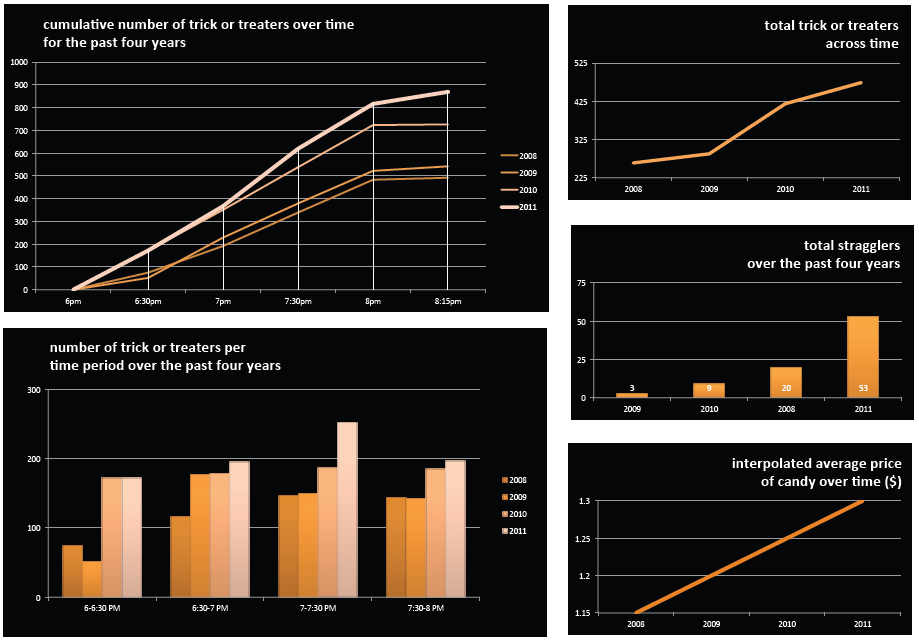 cumulative number of trick or treaters over time
for the past four years
1000
900
800
700
600
500
400
300
200
100
0
6pm 6:30pm 7pm 7:30pm 8pm 8:15pm
2008
2009
2010
2011
total trick or treaters
across time
525
425
325
225
2008 2009 2010 2011
total stragglers
over the past four years
75
50
25
0
3 9 20 53
2009 2010 2008 2011
number of trick or treaters per
time period over the past four years
300
200
100
0
6-6:30 PM 6:30-7 PM 7-7:30 PM 7:30-8 PM
2008
2009
2010
2011
interpolated average price
of candy over time ($)
1.3
1.25
1.2
1.15
2008 2009 2010 2011